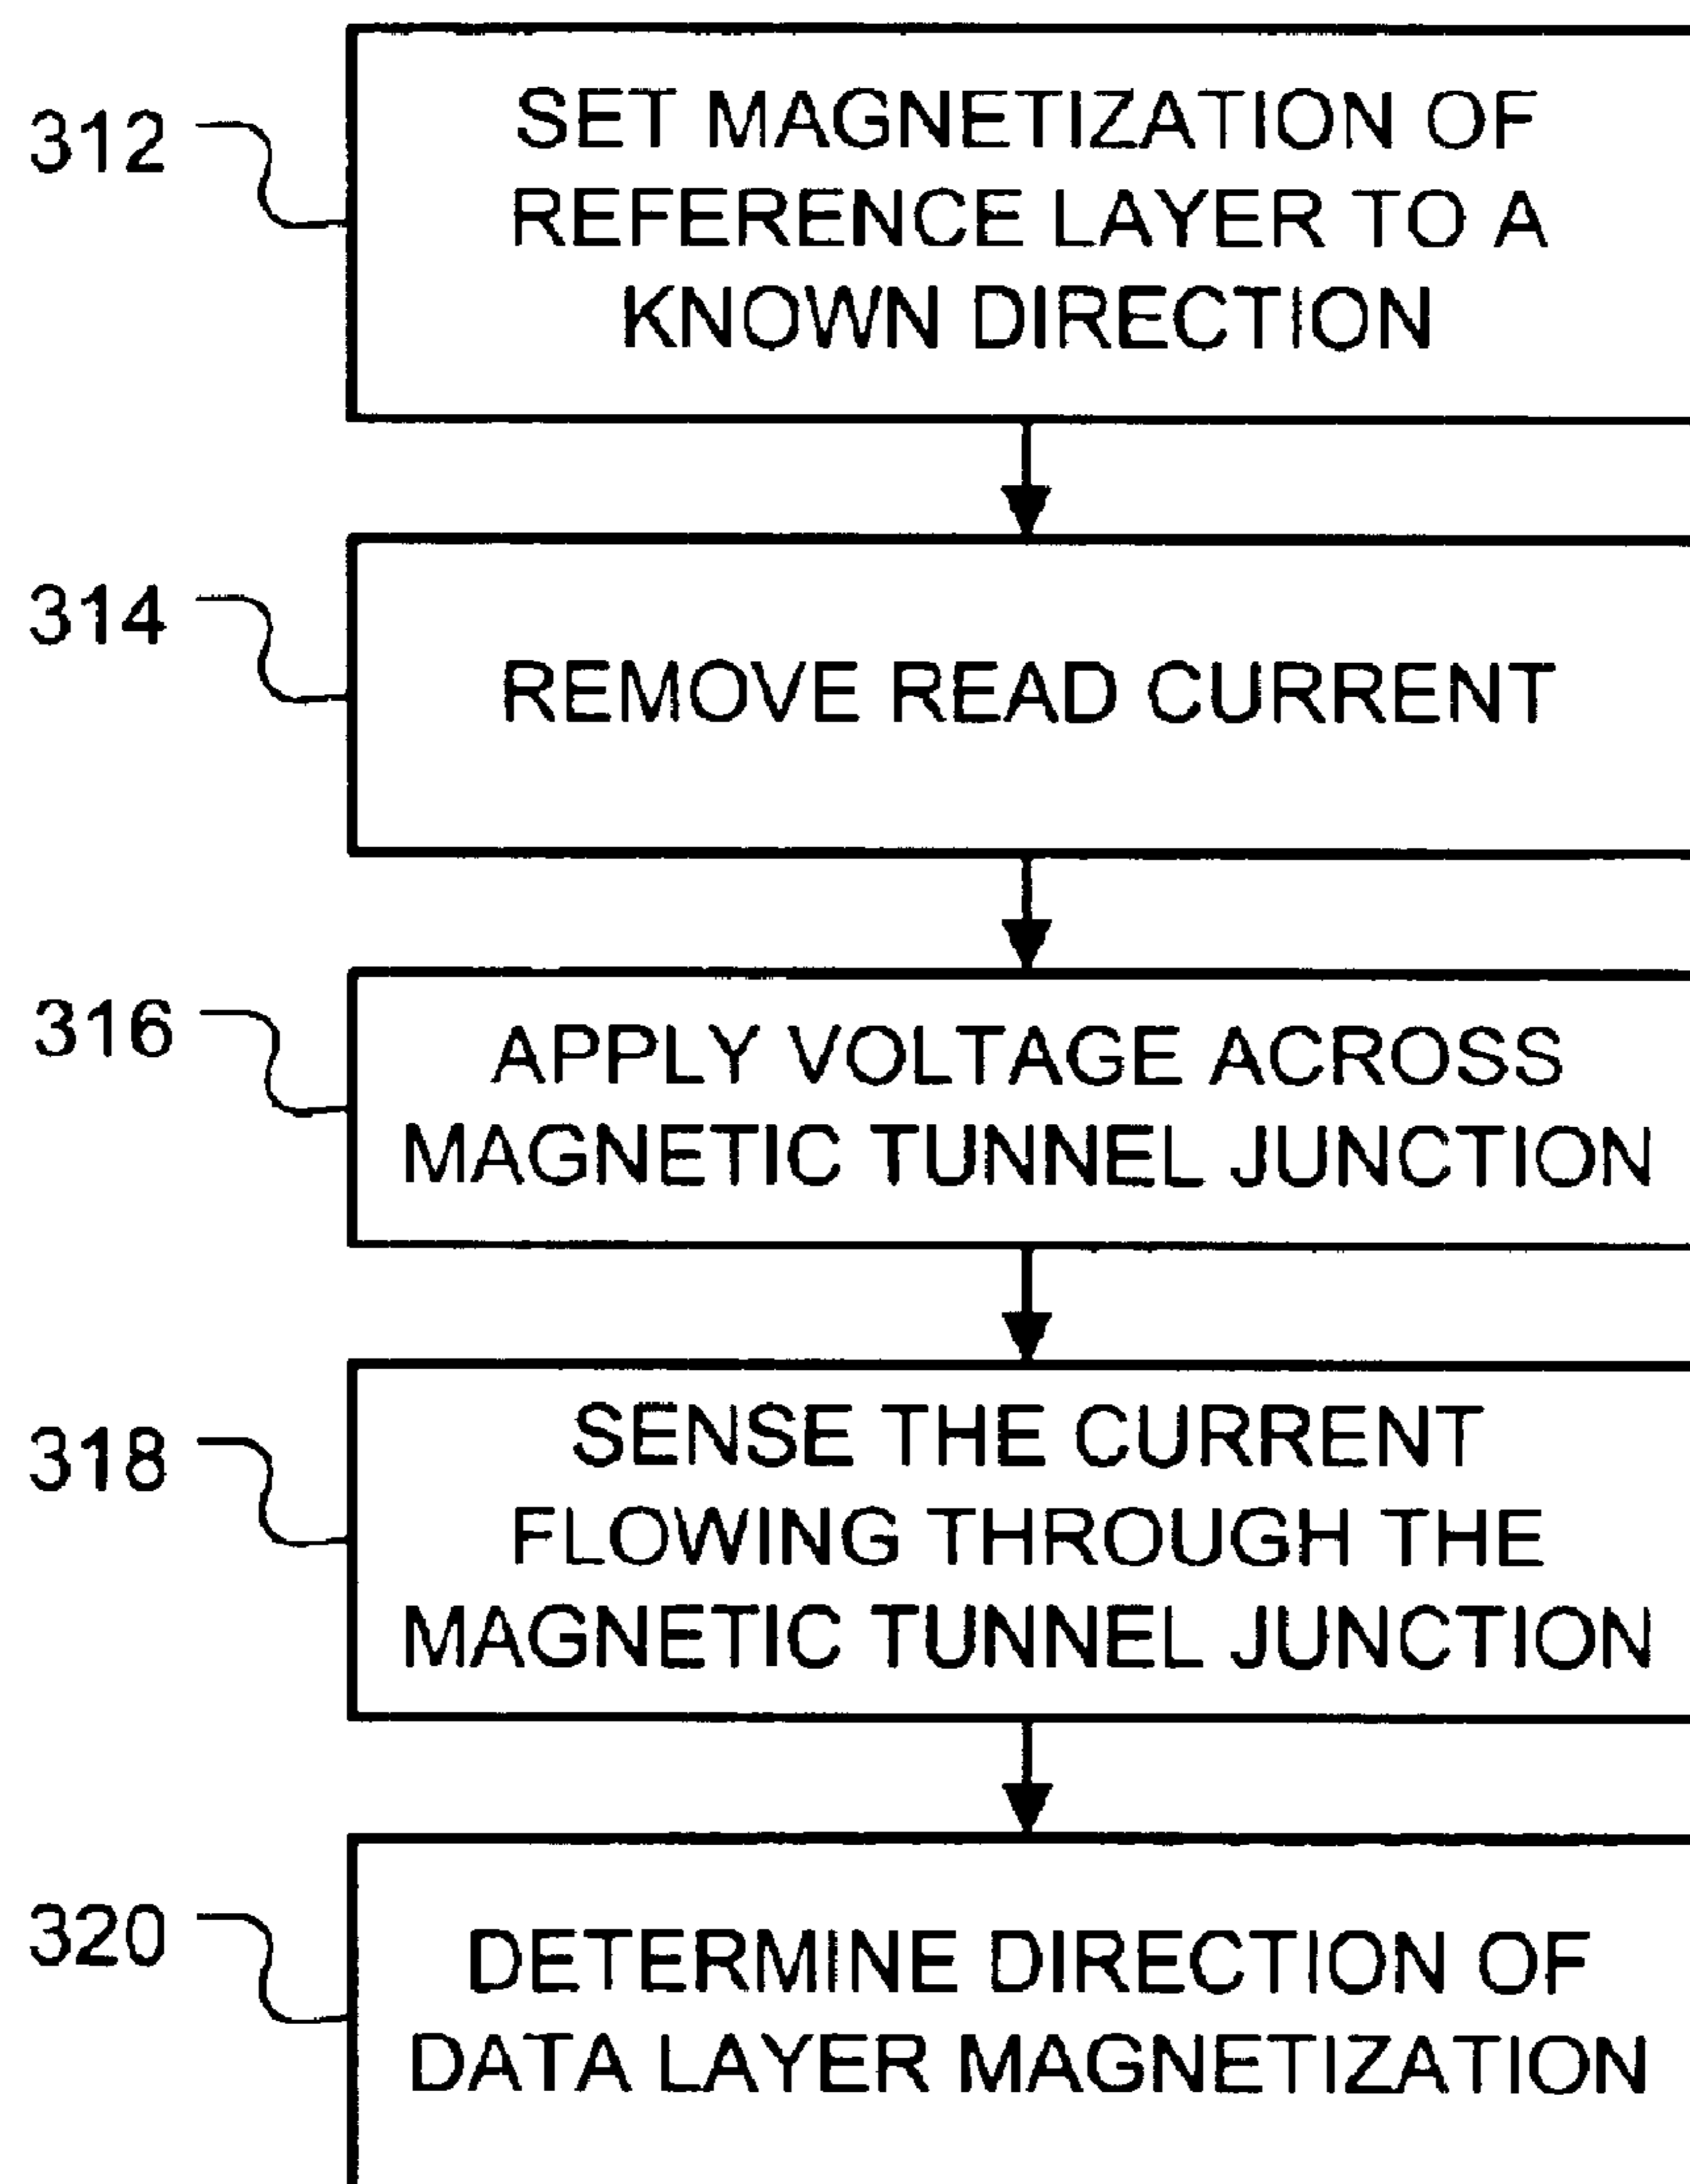 312
SET MAGNETIZATION OF
REFERENCE LAYER TO A
KNOWN DIRECTION
314
REMOVE READ CURRENT
316
APPLY VOLTAGE ACROSS
MAGNETIC TUNNEL JUNCTION
318
SENSE THE CURRENT
FLOWING THROUGH THE
MAGNETIC TUNNEL JUNCTION
320
DETERMINE DIRECTION OF
DATA LAYER MAGNETIZATION